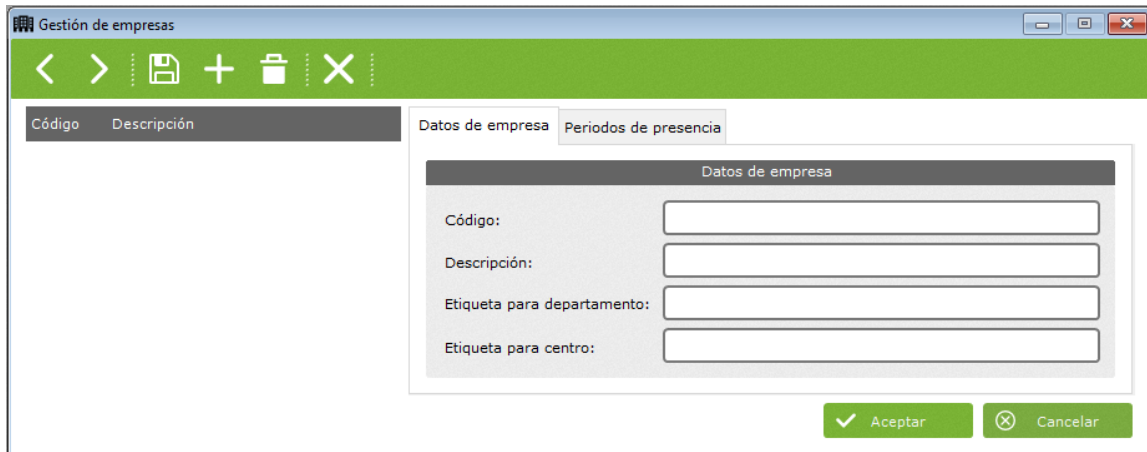 Gestión de empresas
Código Descripción
Datos de empresa Periodos de presencia
Datos de empresa
Código:
Descripción:
Etiqueta para departamento:
Etiqueta para centro:
Aceptar Cancelar